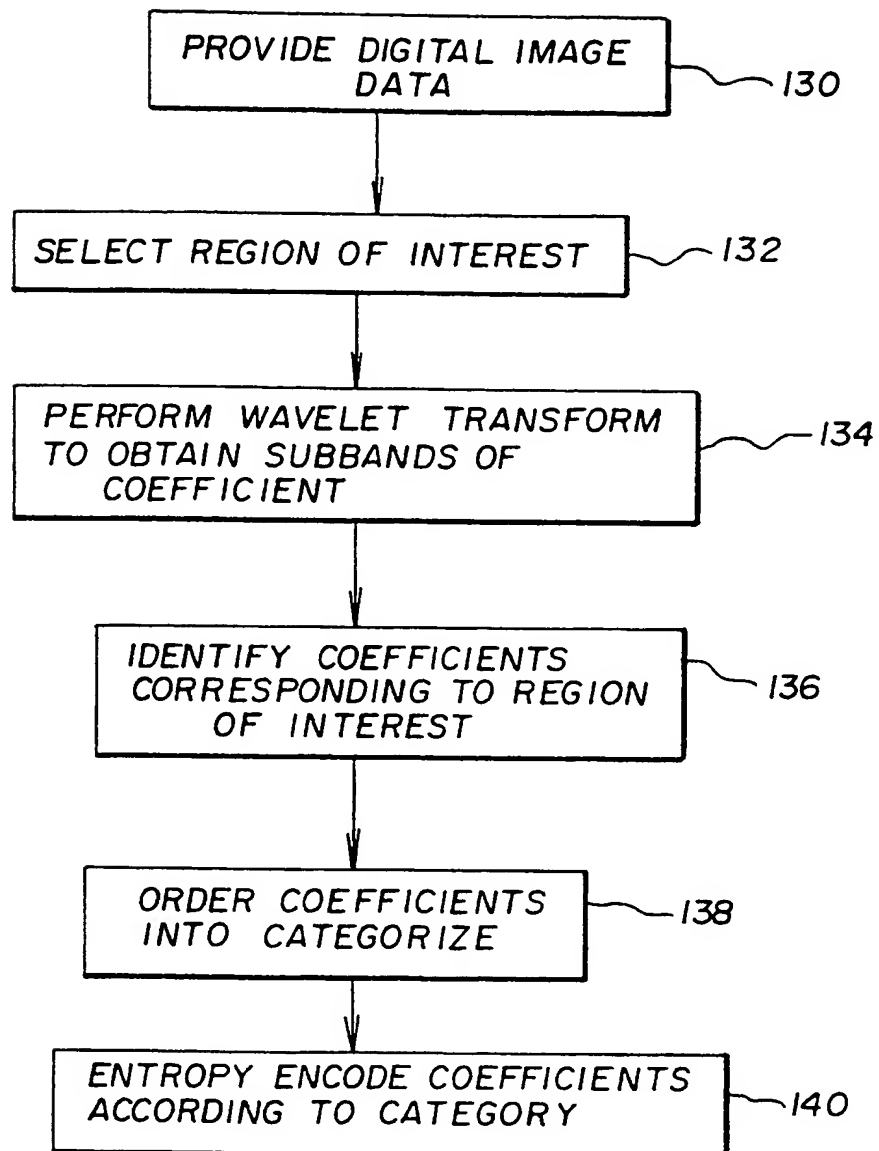 PROVIDE DIGITAL IMAGE
DATA
130
SELECT REGION OF INTEREST
132
PERFORM WAVELET TRANSFORM
TO OBTAIN SUBBANDS OF
COEFFICIENT
134
IDENTIFY COEFFICIENTS
CORRESPONDING TO REGION
OF INTEREST
136
ORDER COEFFICIENTS
INTO CATEGORIZE
138
ENTROPY ENCODE COEFFICIENTS
ACCORDING TO CATEGORY
140